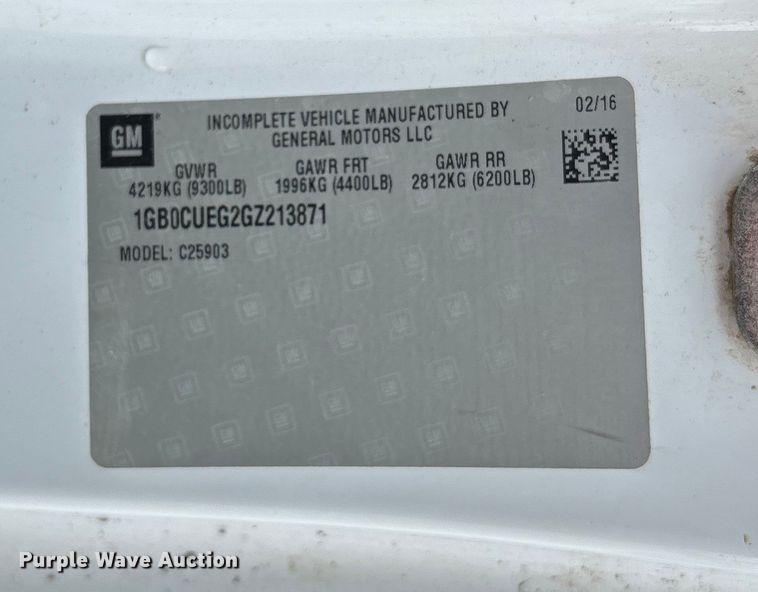 GM®
INCOMPLETE VEHICLE MANUFACTURED BY
GENERAL MOTORS LLC
02/16
GVWR
4219KG (9300LB)
GAWR FRT
1996KG (4400LB)
GAWR RR
2812KG (6200LB)
1GB0CUEG2GZ213871
MODEL: C25903
Purple Wave Auction